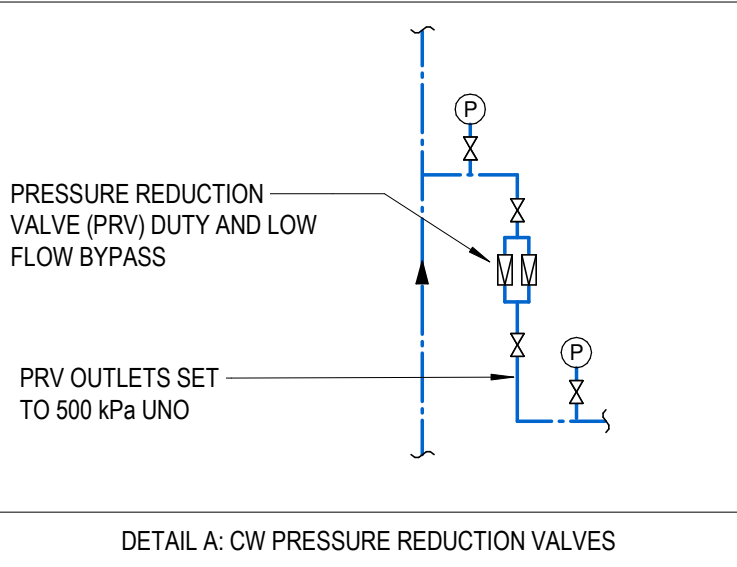 P
PRESSURE REDUCTION
VALVE (PRV) DUTY AND LOW
FLOW BYPASS
P
PRV OUTLETS SET
TO 500 kPa UNO
DETAIL A: CW PRESSURE REDUCTION VALVES